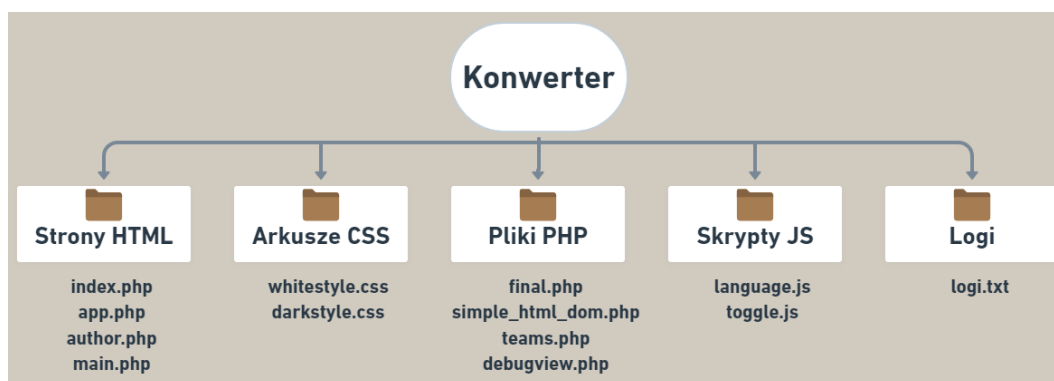 Konwerter
Strony HTML
index.php
app.php
author.php
main.php
Arkusze CSS
whitestyle.css
darkstyle.css
Pliki PHP
final.php
simple_html_dom.php
teams.php
debugview.php
Skrypty JS
language.js
toggle.js
Logi
logi.txt